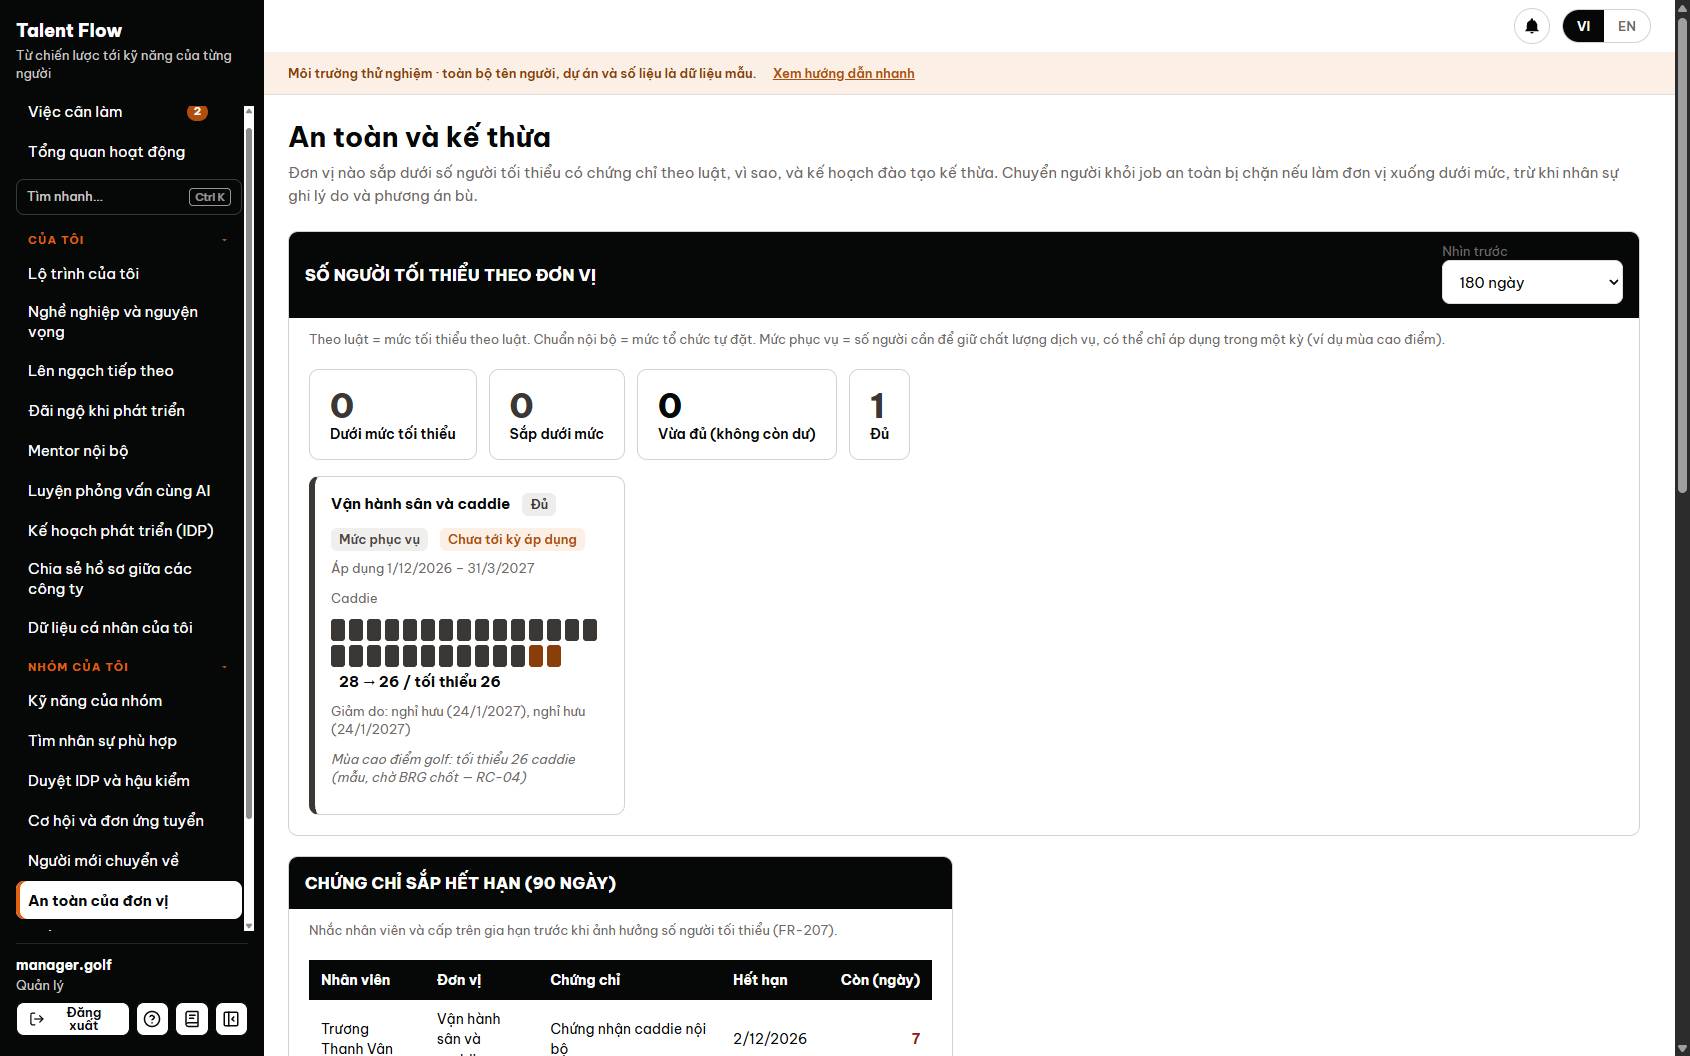 Talent Flow
Từ chiến lược tới kỹ năng của từng
người
Việc cần làm
2
Tổng quan hoạt động
Tìm nhanh...
Ctrl K
CỦA TÔI
Lộ trình của tôi
Nghề nghiệp và nguyện
vọng
Lên ngạch tiếp theo
Đãi ngộ khi phát triển
Mentor nội bộ
Luyện phỏng vấn cùng AI
Kế hoạch phát triển (IDP)
Chia sẻ hồ sơ giữa các
công ty
Dữ liệu cá nhân của tôi
NHÓM CỦA TÔI
Kỹ năng của nhóm
Tìm nhân sự phù hợp
Duyệt IDP và hậu kiểm
Cơ hội và đơn ứng tuyển
Người mới chuyển về
An toàn của đơn vị
manager.golf
Quản lý
Đăng
xuất
VI
EN
Môi trường thử nghiệm · toàn bộ tên người, dự án và số liệu là dữ liệu mẫu.
Xem hướng dẫn nhanh
An toàn và kế thừa
Đơn vị nào sắp dưới số người tối thiểu có chứng chỉ theo luật, vì sao, và kế hoạch đào tạo kế thừa. Chuyển người khỏi job an toàn bị chặn nếu làm đơn vị xuống dưới mức, trừ khi nhân sự
ghi lý do và phương án bù.
SỐ NGƯỜI TỐI THIỂU THEO ĐƠN VỊ
Nhìn trước
180 ngày
Theo luật = mức tối thiểu theo luật. Chuẩn nội bộ = mức tổ chức tự đặt. Mức phục vụ = số người cần để giữ chất lượng dịch vụ, có thể chỉ áp dụng trong một kỳ (ví dụ mùa cao điểm).
0
Dưới mức tối thiểu
0
Sắp dưới mức
0
Vừa đủ (không còn dư)
1
Đủ
Vận hành sân và caddie
Đủ
Mức phục vụ
Chưa tới kỳ áp dụng
Áp dụng 1/12/2026 – 31/3/2027
Caddie
28 → 26 / tối thiểu 26
Giảm do: nghỉ hưu (24/1/2027), nghỉ hưu
(24/1/2027)
Mùa cao điểm golf: tối thiểu 26 caddie
(mẫu, chờ BRG chốt — RC-04)
CHỨNG CHỈ SẮP HẾT HẠN (90 NGÀY)
Nhắc nhân viên và cấp trên gia hạn trước khi ảnh hưởng số người tối thiểu (FR-207).
Nhân viên
Đơn vị
Chứng chỉ
Hết hạn
Còn (ngày)
Trương
Thanh Vân
Vận hành
sân và
Chứng nhận caddie nội
bộ
2/12/2026
7